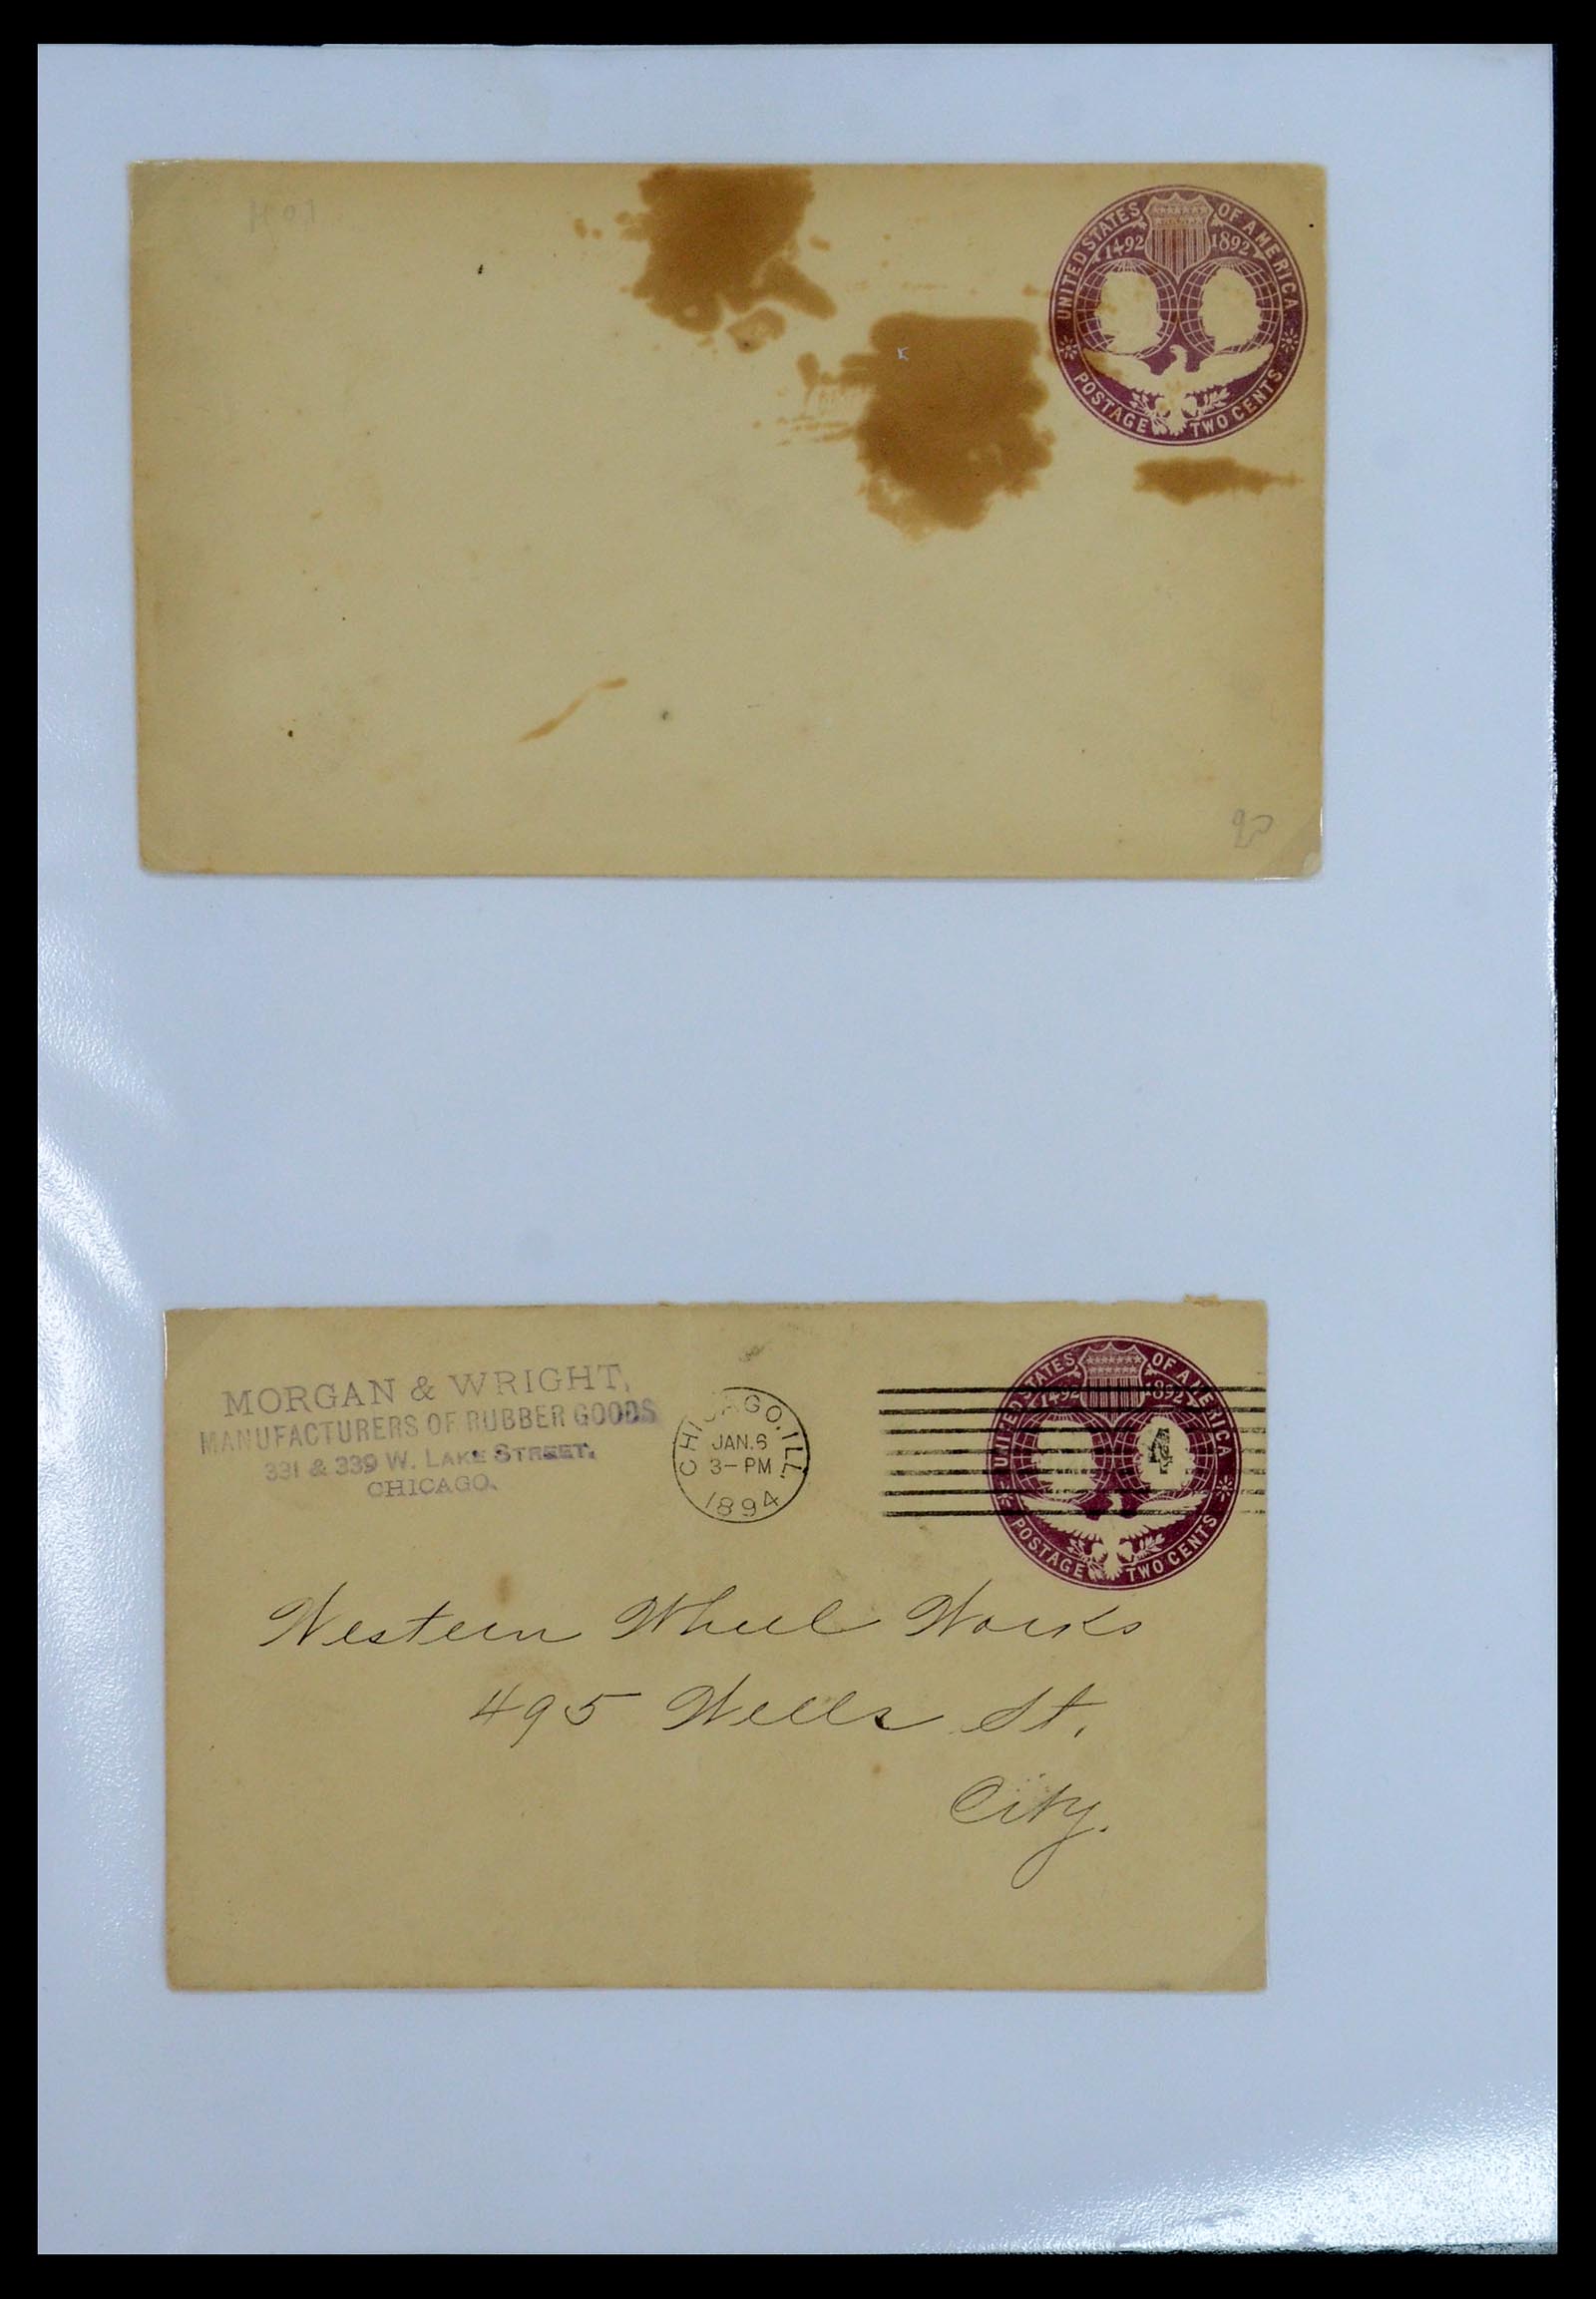 UNITED STATES OF AMERICA
1492 1892
POSTAGE TWO CENTS
20
MORGAN & WRIGHT,
MANUFACTURERS OF RUBBER GOODS
331 & 339 W. LAKE STREET,
CHICAGO.
CHICAGO, ILL.
JAN. 6
3-PM
1894
UNITED STATES OF AMERICA
1492 1892
4
POSTAGE TWO CENTS
Western Wheel Works
495 Wells St.
City.